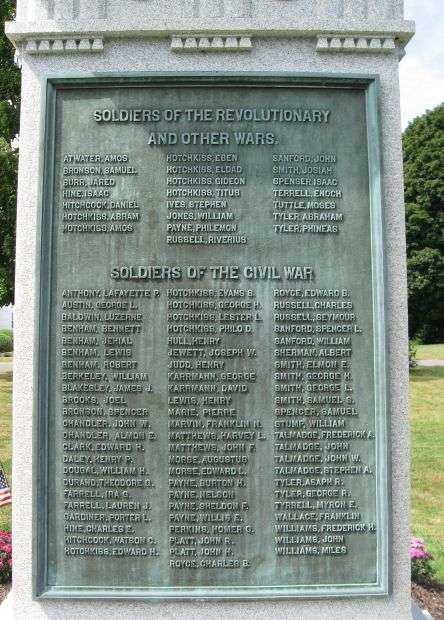 SOLDIERS OF THE REVOLUTIONARY
AND OTHER WARS.
ATWATER, AMOS
BRONSON, SAMUEL
BURR, JARED
HINE, ISAAC
HITCHCOCK, DANIEL
HOTCHKISS, ABRAM
HOTCHKISS, AMOS
HOTCHKISS, EBEN
HOTCHKISS, ELDAD
HOTCHKISS, GIDEON
HOTCHKISS, TITUS
IVES, STEPHEN
JONES, WILLIAM
PAYNE, PHILEMON
RUSSELL, RIVERIUS
SANFORD, JOHN
SMITH, JOSIAH
SPENSER ISAAC
TERRELL, ENOCH
TUTTLE, MOSES
TYLER ABRAHAM
TYLER, PHINEAS
SOLDIERS OF THE CIVIL WAR
ANTHONY, LAFAYETTE P.
AUSTIN, GEORGE L.
BALDWIN, LUZERNE
BENHAM, BENNETT
BENHAM, JEHIAL
BENHAM, LEWIS
BENHAM, ROBERT
BERKELEY, WILLIAM
BLAKESLEY, JAMES J.
BROOKS, JOEL
BRONSON, SPENCER
CHANDLER, JOHN W.
CHANDLER, ALMON E.
CLARK, EDWARD R.
DALEY, HENRY P.
DOUGAL, WILLIAM H.
DURAND, THEODORE G.
FARRELL, IRA G.
FARRELL, LAUREN J.
GARDINER, PORTER L.
HINE, CHARLES E.
HITCHCOCK, WATSON C.
HOTCHKISS, EDWARD H.
HOTCHKISS, EVANS S.
HOTCHKISS, GEORGE H.
HOTCHKISS, LESTER L.
HOTCHKISS, PHILO D.
HULL, HENRY
JEWETT, JOSEPH W.
JUDD, HENRY
KARRMANN, GEORGE
KARRMANN, DAVID
LEWIS, HENRY
MARIE, PIERRE
MARVIN, FRANKLIN N.
MATTHEWS, HARVEY L.
MATTHEWS, JOHN F.
MORSE, AUGUSTUS
MORSE, EDWARD L.
PAYNE, BURTON H.
PAYNE, NELSON
PAYNE, SHELDON F.
PAYNE, WILLIS E.
PERKINS, HOMER G.
PLATT, JOHN R.
PLATT, JOHN H.
ROYCE, CHARLES B.
ROYCE, EDWARD B.
RUSSELL, CHARLES
RUSSELL, SEYMOUR
SANFORD, SPENCER L.
SANFORD, WILLIAM
SHERMAN, ALBERT
SMITH, ELMON E.
SMITH, GEORGE H.
SMITH, GEORGE L.
SMITH, SAMUEL S.
SPENCER, SAMUEL
STUMP, WILLIAM
TALMADGE, FREDERICK A.
TALMADGE, JOHN
TALMADGE, JOHN W.
TALMADGE, STEPHEN A.
TYLER, ASAPH R.
TYLER, GEORGE R.
TYRRELL, MYRON E.
WALLACE, FRANKLIN
WILLIAMS, FREDERICK H.
WILLIAMS, JOHN
WILLIAMS, MILES